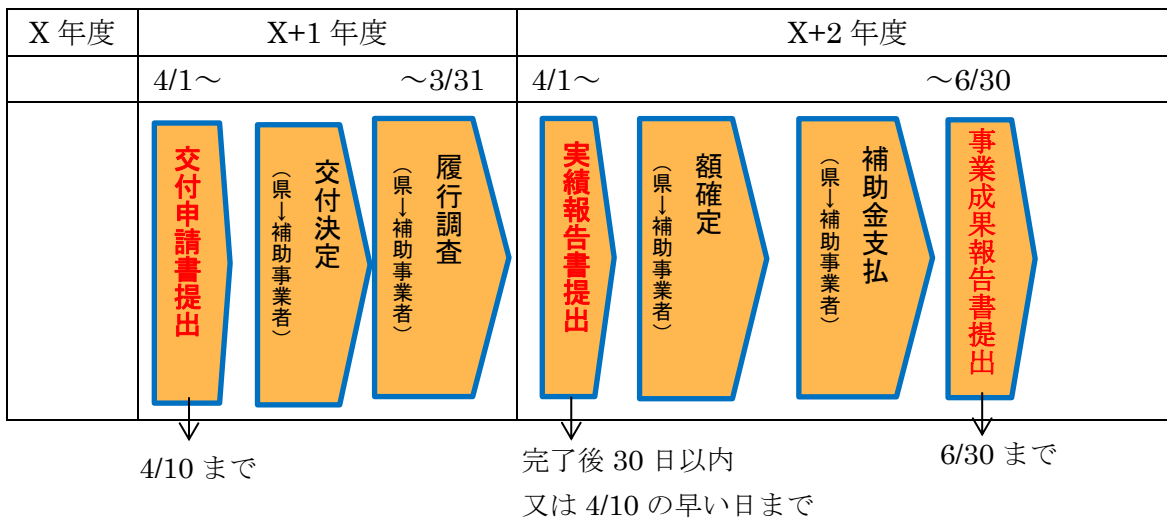 X 年度
X+1 年度
X+2 年度
4/1～
～3/31
4/1～
～6/30
交付申請書提出
交付決定
（県→補助事業者）
履行調査
（県→補助事業者）
実績報告書提出
額確定
（県→補助事業者）
補助金支払
（県→補助事業者）
事業成果報告書提出
4/10 まで
完了後 30 日以内
又は 4/10 の早い日まで
6/30 まで